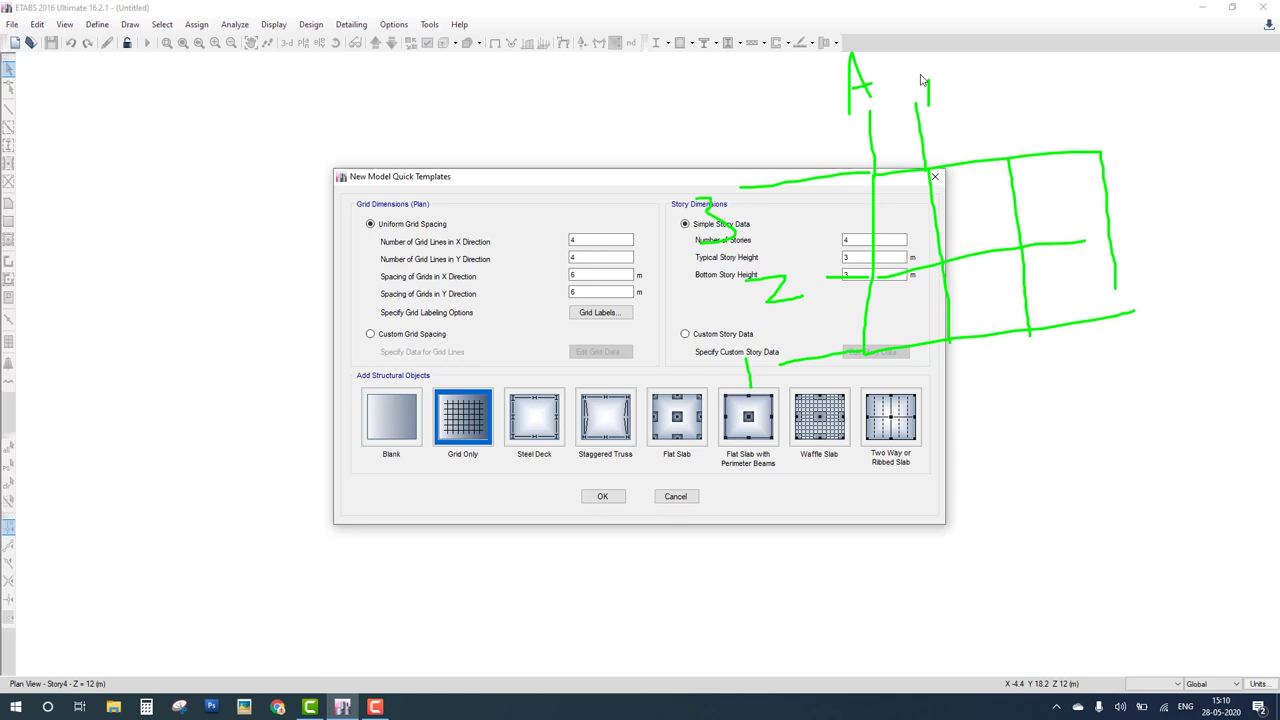 ETABS 2016 Ultimate 16.2.1 - (Untitled)
File Edit View Define Draw Select Assign Analyze Display Design Detailing Options Tools Help
3-d nd
A
New Model Quick Templates
Grid Dimensions (Plan)
Uniform Grid Spacing
Number of Grid Lines in X Direction 4
Number of Grid Lines in Y Direction 4
Spacing of Grids in X Direction 6 m
Spacing of Grids in Y Direction 6 m
Specify Grid Labeling Options Grid Labels...
Custom Grid Spacing
Specify Data for Grid Lines Edit Grid Data...
Story Dimensions
Simple Story Data
Number of Stories 4
Typical Story Height 3 m
Bottom Story Height 3 m
Custom Story Data
Specify Custom Story Data
3
2
1
Add Structural Objects
Blank
Grid Only
Steel Deck
Staggered Truss
Flat Slab
Flat Slab with
Perimeter Beams
Waffle Slab
Two Way or
Ribbed Slab
OK Cancel
Plan View - Story4 - Z = 12 (m) X -4.4 Y 18.2 Z 12 (m) Global Units...
ENG 15:10
28-05-2020